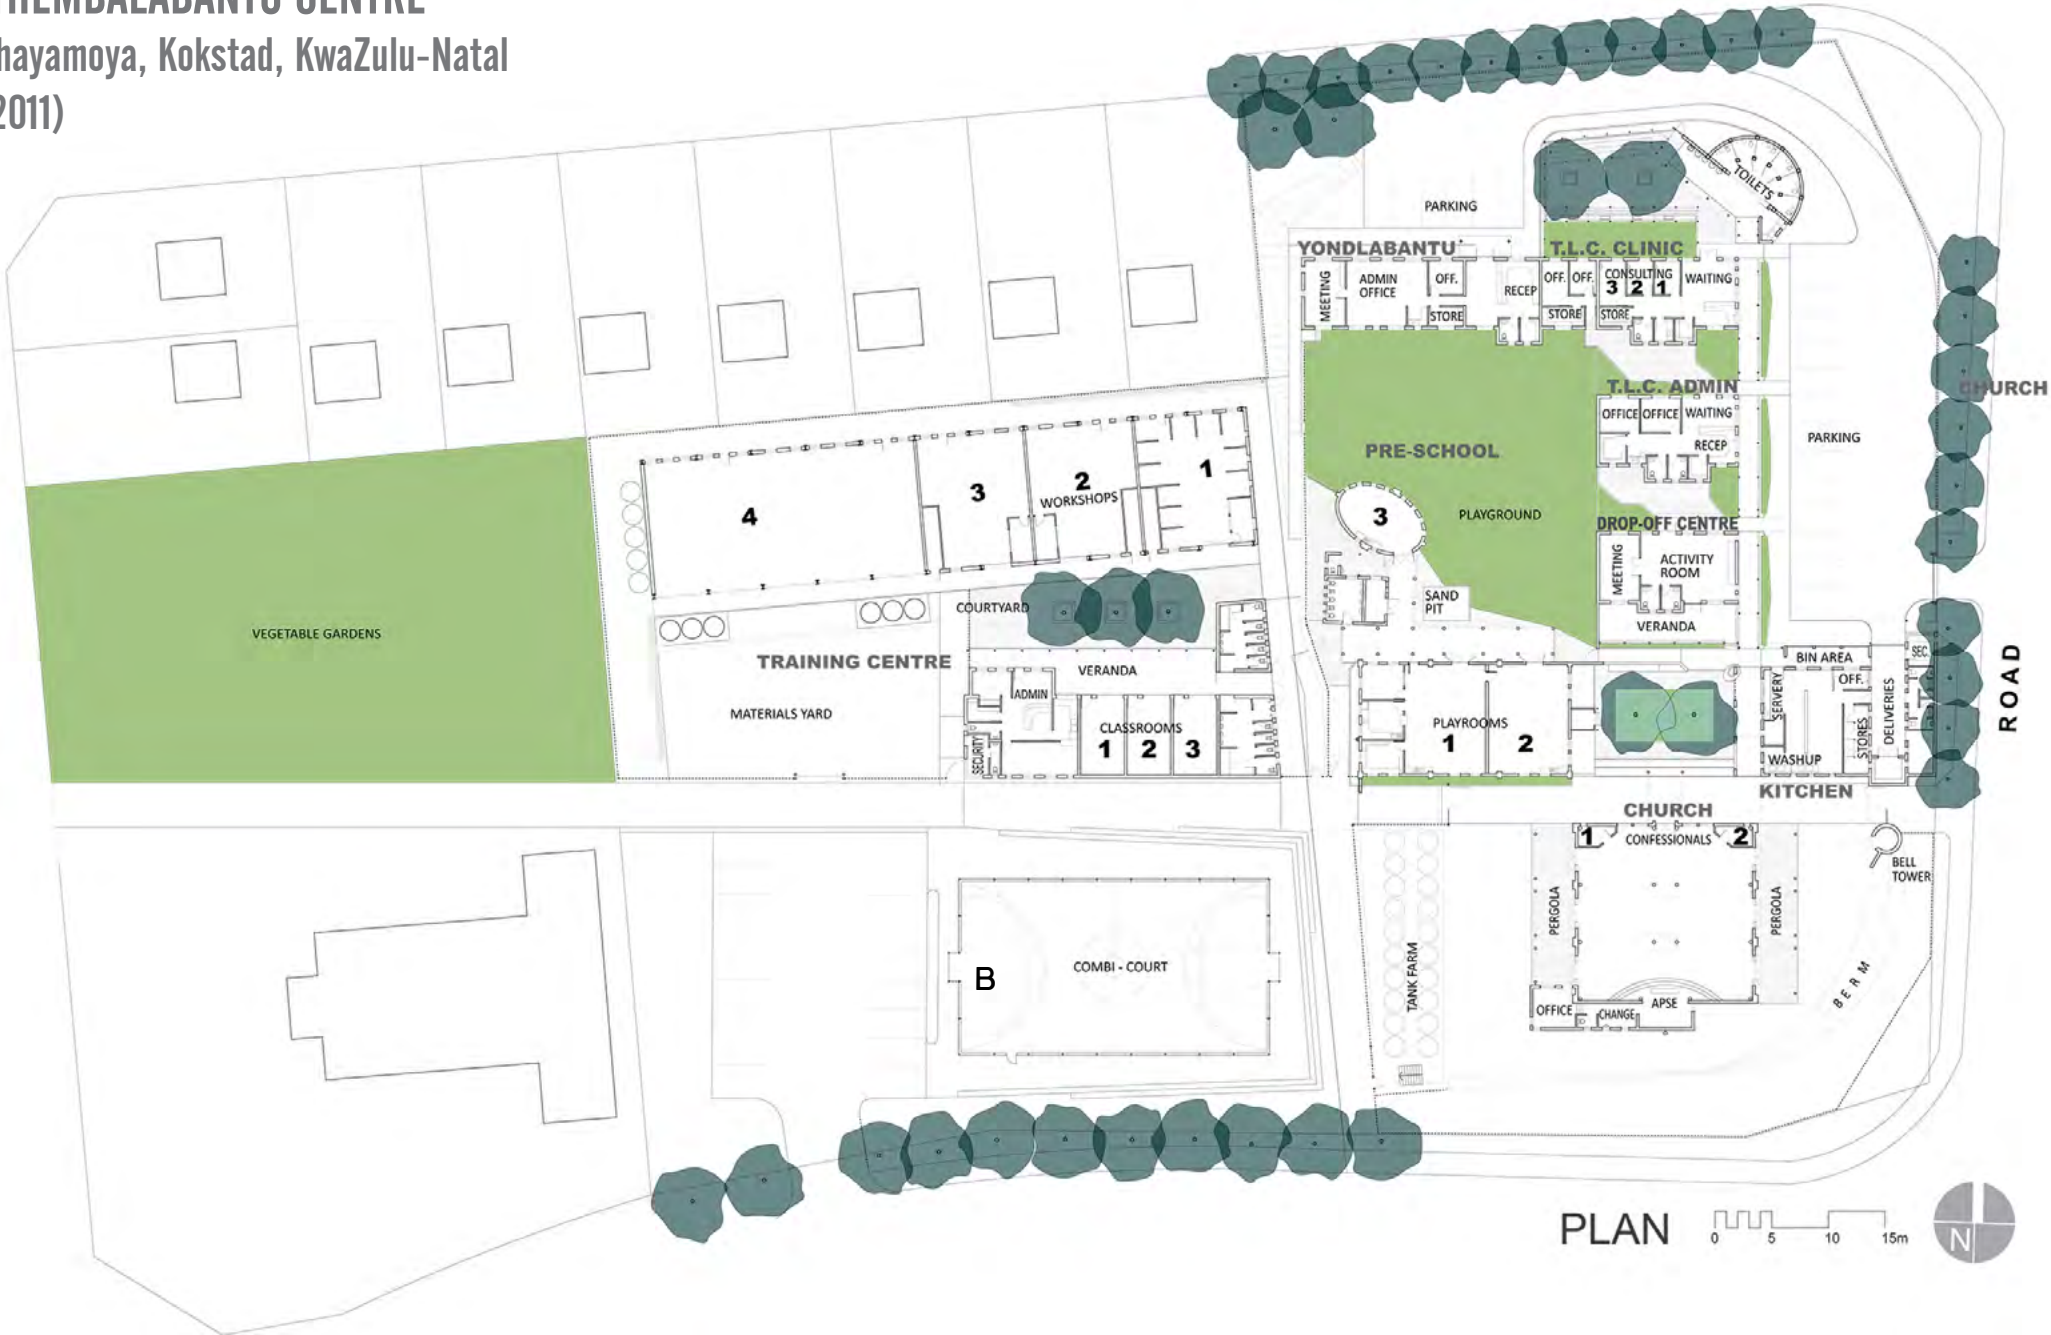 THEMBALABANTU CENTRE
hayamoya, Kokstad, KwaZulu-Natal
2011)
PARKING
TOILETS
YONDLABANTU
T.L.C. CLINIC
MEETING
ADMIN
OFFICE
OFF.
STORE
RECEP
OFF.
OFF.
STORE
CONSULTING
3
2
1
STORE
WAITING
T.L.C. ADMIN
OFFICE
OFFICE
WAITING
RECEP
CHURCH
PARKING
PRE-SCHOOL
3
PLAYGROUND
SAND
PIT
DROP-OFF CENTRE
MEETING
ACTIVITY
ROOM
VERANDA
4
3
2
WORKSHOPS
1
COURTYARD
VEGETABLE GARDENS
TRAINING CENTRE
VERANDA
MATERIALS YARD
ADMIN
SECURITY
CLASSROOMS
1
2
3
PLAYROOMS
1
2
BIN AREA
SEC.
SERVERY
OFF.
STORES
DELIVERIES
WASHUP
KITCHEN
ROAD
CHURCH
1
CONFESSIONALS
2
BELL
TOWER
PERGOLA
PERGOLA
BERM
TANK FARM
OFFICE
CHANGE
APSE
B
COMBI - COURT
PLAN
0
5
10
15m
N